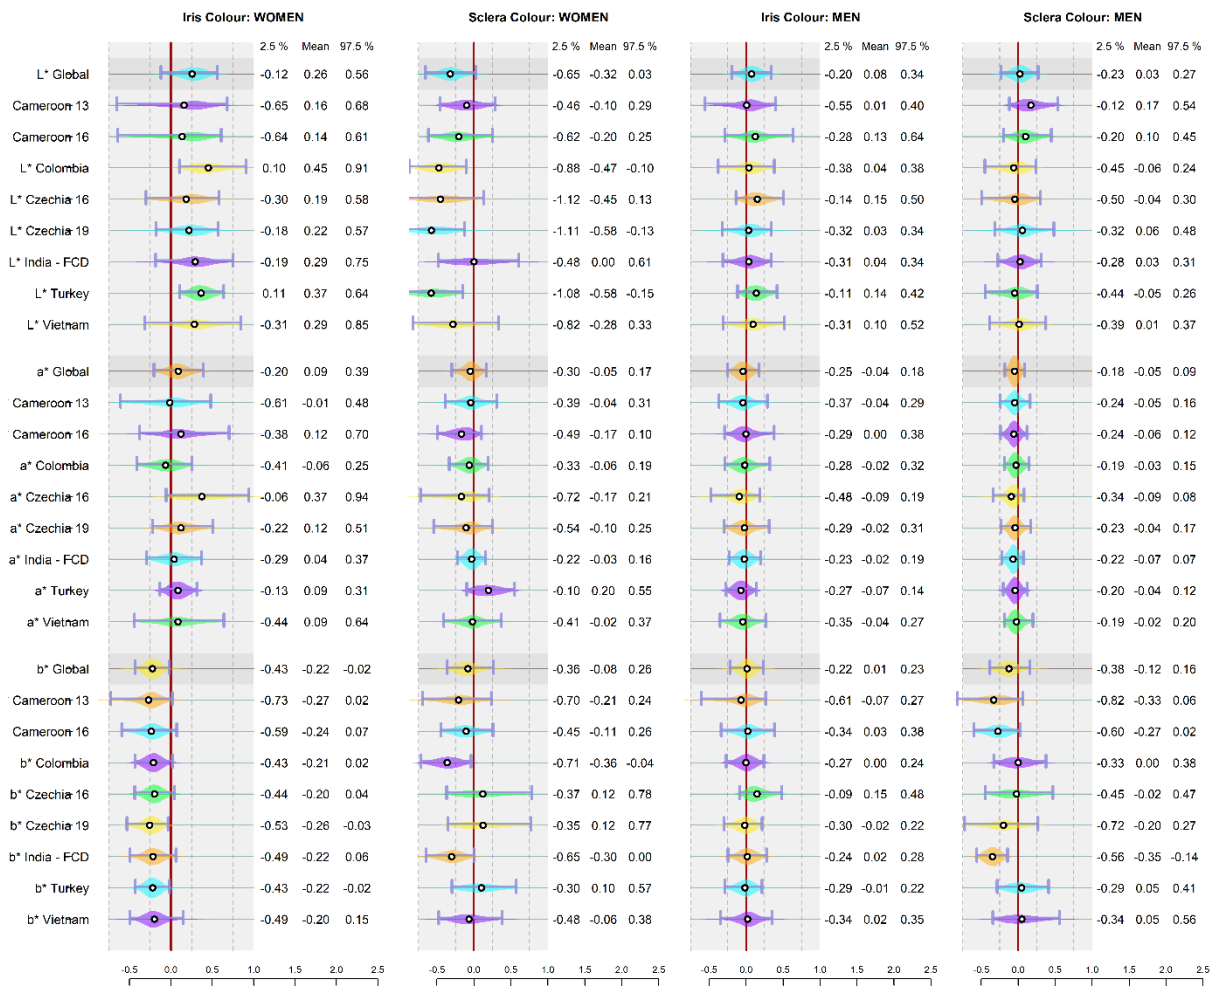 Iris Colour: WOMEN Sclera Colour: WOMEN Iris Colour: MEN Sclera Colour: MEN
2.5 % Mean 97.5 % 2.5 % Mean 97.5 % 2.5 % Mean 97.5 % 2.5 % Mean 97.5 %
L* Global -0.12 0.26 0.56 -0.65 -0.32 0.03 -0.20 0.08 0.34 -0.23 0.03 0.27
Cameroon 13 -0.65 0.16 0.68 -0.46 -0.10 0.29 -0.55 0.01 0.40 -0.12 0.17 0.54
Cameroon 16 -0.64 0.14 0.61 -0.62 -0.20 0.25 -0.28 0.13 0.64 -0.20 0.10 0.45
L* Colombia 0.10 0.45 0.91 -0.88 -0.47 -0.10 -0.38 0.04 0.38 -0.45 -0.06 0.24
L* Czechia 16 -0.30 0.19 0.58 -1.12 -0.45 0.13 -0.14 0.15 0.50 -0.50 -0.04 0.30
L* Czechia 19 -0.18 0.22 0.57 -1.11 -0.58 -0.13 -0.32 0.03 0.34 -0.32 0.06 0.48
L* India - FCD -0.19 0.29 0.75 -0.48 0.00 0.61 -0.31 0.04 0.34 -0.28 0.03 0.31
L* Turkey 0.11 0.37 0.64 -1.08 -0.58 -0.15 -0.11 0.14 0.42 -0.44 -0.05 0.26
L* Vietnam -0.31 0.29 0.85 -0.82 -0.28 0.33 -0.31 0.10 0.52 -0.39 0.01 0.37
a* Global -0.20 0.09 0.39 -0.30 -0.05 0.17 -0.25 -0.04 0.18 -0.18 -0.05 0.09
Cameroon 13 -0.61 -0.01 0.48 -0.39 -0.04 0.31 -0.37 -0.04 0.29 -0.24 -0.05 0.16
Cameroon 16 -0.38 0.12 0.70 -0.49 -0.17 0.10 -0.29 0.00 0.38 -0.24 -0.06 0.12
a* Colombia -0.41 -0.06 0.25 -0.33 -0.06 0.19 -0.28 -0.02 0.32 -0.19 -0.03 0.15
a* Czechia 16 -0.06 0.37 0.94 -0.72 -0.17 0.21 -0.48 -0.09 0.19 -0.34 -0.09 0.08
a* Czechia 19 -0.22 0.12 0.51 -0.54 -0.10 0.25 -0.29 -0.02 0.31 -0.23 -0.04 0.17
a* India - FCD -0.29 0.04 0.37 -0.22 -0.03 0.16 -0.23 -0.02 0.19 -0.22 -0.07 0.07
a* Turkey -0.13 0.09 0.31 -0.10 0.20 0.55 -0.27 -0.07 0.14 -0.20 -0.04 0.12
a* Vietnam -0.44 0.09 0.64 -0.41 -0.02 0.37 -0.35 -0.04 0.27 -0.19 -0.02 0.20
b* Global -0.43 -0.22 -0.02 -0.36 -0.08 0.26 -0.22 0.01 0.23 -0.38 -0.12 0.16
Cameroon 13 -0.73 -0.27 0.02 -0.70 -0.21 0.24 -0.61 -0.07 0.27 -0.82 -0.33 0.06
Cameroon 16 -0.59 -0.24 0.07 -0.45 -0.11 0.26 -0.34 0.03 0.38 -0.60 -0.27 0.02
b* Colombia -0.43 -0.21 0.02 -0.71 -0.36 -0.04 -0.27 0.00 0.24 -0.33 0.00 0.38
b* Czechia 16 -0.44 -0.20 0.04 -0.37 0.12 0.78 -0.09 0.15 0.48 -0.45 -0.02 0.47
b* Czechia 19 -0.53 -0.26 -0.03 -0.35 0.12 0.77 -0.30 -0.02 0.22 -0.72 -0.20 0.27
b* India - FCD -0.49 -0.22 0.06 -0.65 -0.30 0.00 -0.24 0.02 0.28 -0.56 -0.35 -0.14
b* Turkey -0.43 -0.22 -0.02 -0.30 0.10 0.57 -0.29 -0.01 0.22 -0.29 0.05 0.41
b* Vietnam -0.49 -0.20 0.15 -0.48 -0.06 0.38 -0.34 0.02 0.35 -0.34 0.05 0.56
-0.5 0.0 0.5 1.0 1.5 2.0 2.5 -0.5 0.0 0.5 1.0 1.5 2.0 2.5 -0.5 0.0 0.5 1.0 1.5 2.0 2.5 -0.5 0.0 0.5 1.0 1.5 2.0 2.5